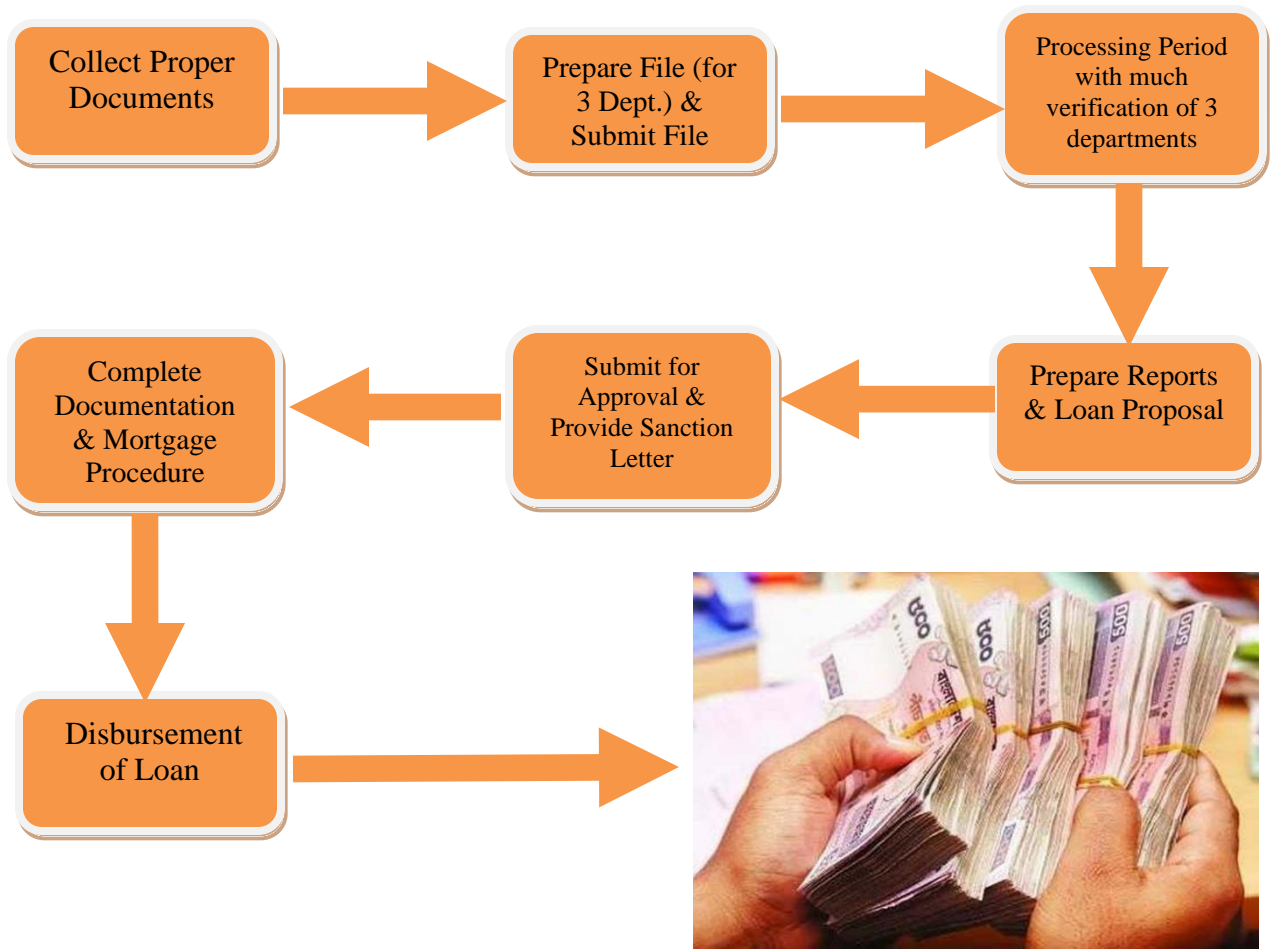 Collect Proper
Documents
Prepare File (for
3 Dept.) &
Submit File
Processing Period
with much
verification of 3
departments
Prepare Reports
& Loan Proposal
Submit for
Approval &
Provide Sanction
Letter
Complete
Documentation
& Mortgage
Procedure
Disbursement
of Loan
৫০০
৫০০
500
500
500